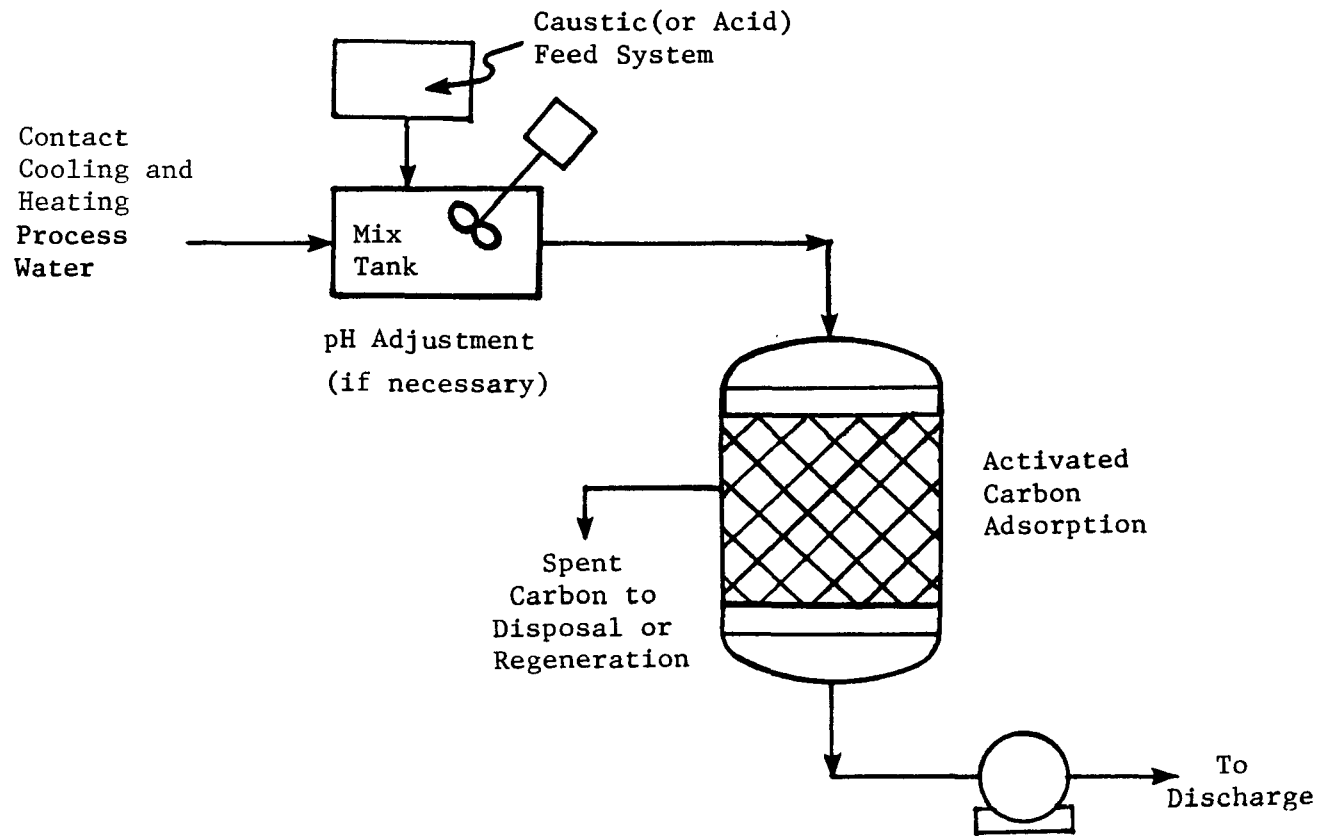 Caustic(or Acid)
Feed System
Contact
Cooling and
Heating
Process
Water
Mix
Tank
pH Adjustment
(if necessary)
Activated
Carbon
Adsorption
Spent
Carbon to
Disposal or
Regeneration
To
Discharge